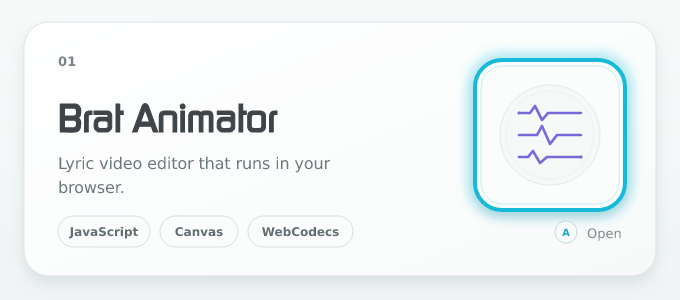 01
Brat Animator
Lyric video editor that runs in your
browser.
JavaScript
Canvas
WebCodecs
A
Open